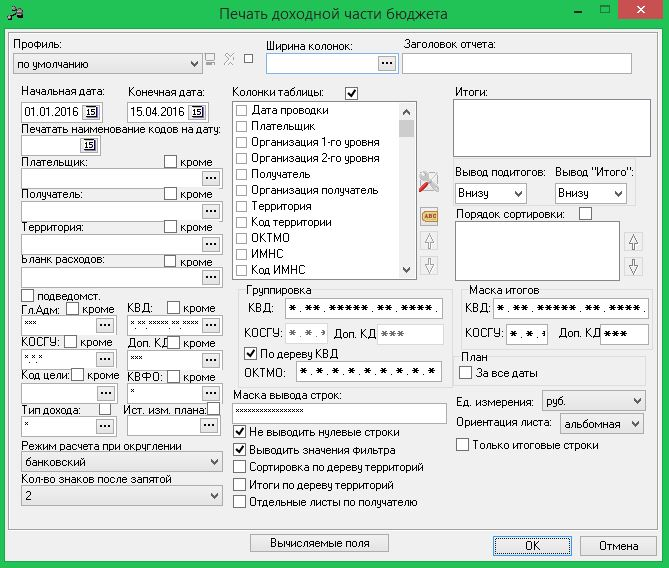 Печать доходной части бюджета
Профиль:
по умолчанию
Ширина колонок:
Заголовок отчета:
Начальная дата:
Конечная дата:
01.01.2016
15.04.2016
Печатать наименование кодов на дату:
Плательщик:
кроме
Получатель:
кроме
Территория:
кроме
Бланк расходов:
кроме
подведомст.
Гл.Адм:
кроме
КВД:
кроме
***
*.**.*****.**.****
КОСГУ:
кроме
Доп. КД
кроме
*.*.*
***
Код цели:
кроме
КВФО:
кроме
*
Тип дохода:
Ист. изм. плана:
*
Режим расчета при округлении
банковский
Кол-во знаков после запятой
2
Колонки таблицы:
Дата проводки
Плательщик
Организация 1-го уровня
Организация 2-го уровня
Получатель
Организация получатель
Территория
Код территории
ОКТМО
ИМНС
Код ИМНС
ABC
Итоги:
Вывод подитогов:
Вывод "Итого":
Внизу
Внизу
Порядок сортировки:
Группировка
КВД:
*.**.*****.**.****.
КОСГУ:
*.*.*
Доп. КД
***
По дереву КВД
ОКТМО:
*.*.*.*.*.*.*.*.*
Маска итогов
КВД:
*.**.*****.**.****.
КОСГУ:
*.*.*
Доп. КД
***
План
За все даты
Маска вывода строк:
****************
Не выводить нулевые строки
Выводить значения фильтра
Сортировка по дереву территорий
Итоги по дереву территорий
Отдельные листы по получателю
Ед. измерения:
руб.
Ориентация листа:
альбомная
Только итоговые строки
Вычисляемые поля
OK
Отмена